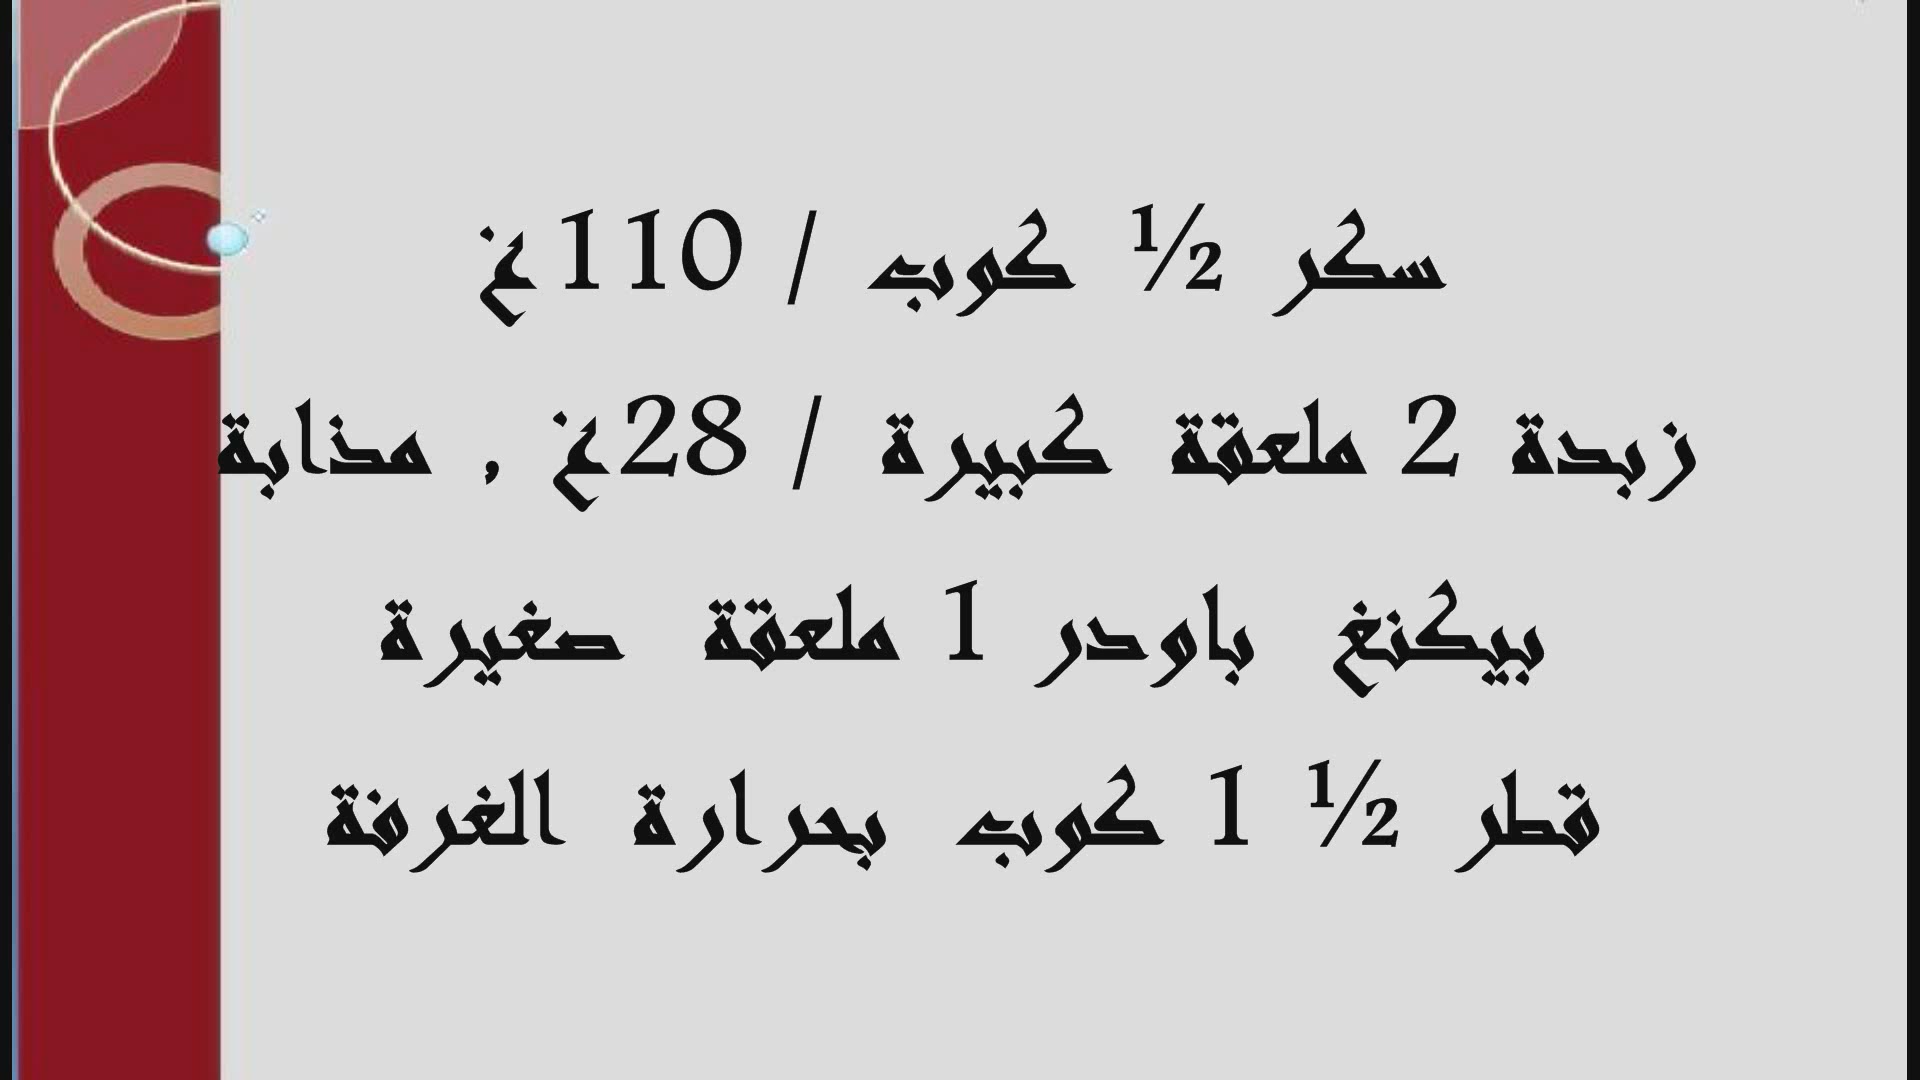 سكر ½ كوب / 110غ
زبدة 2 ملعقة كبيرة / 28غ , مذابة
بيكنغ باودر 1 ملعقة صغيرة
قطر ½ 1 كوب بحرارة الغرفة